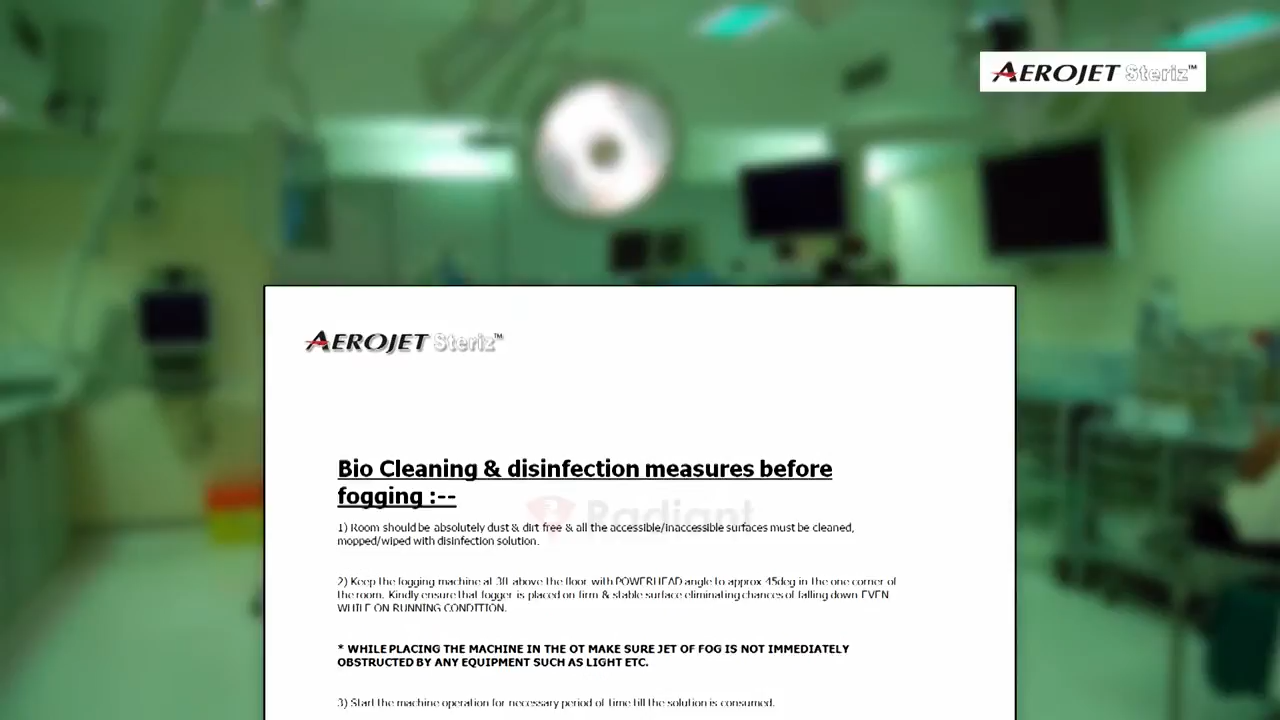 AEROJET Steriz™
AEROJET Steriz™
Bio Cleaning & disinfection measures before
fogging :--
Radiant
1) Room should be absolutely dust & dirt free & all the accessible/inaccessible surfaces must be cleaned,
mopped/wiped with disinfection solution.
2) Keep the fogging machine at 3ft above the floor with POWERHEAD angle to approx 45deg in the one corner of
the room. Kindly ensure that fogger is placed on firm & stable surface eliminating chances of falling down EVEN
WHILE ON RUNNING CONDITION.
* WHILE PLACING THE MACHINE IN THE OT MAKE SURE JET OF FOG IS NOT IMMEDIATELY
OBSTRUCTED BY ANY EQUIPMENT SUCH AS LIGHT ETC.
3) Start the machine operation for necessary period of time till the solution is consumed.